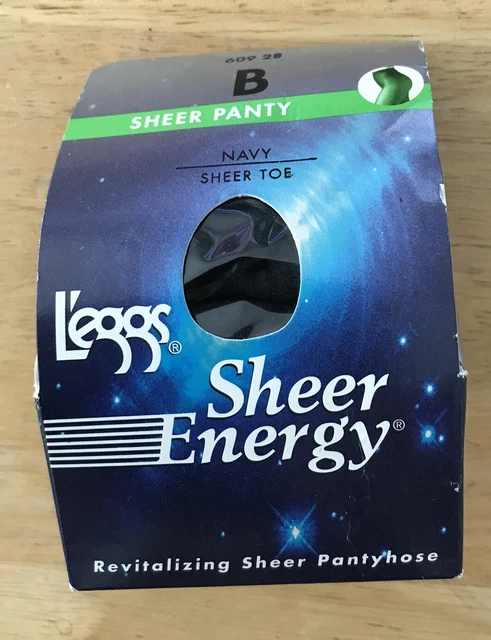 609 28
B
SHEER PANTY
NAVY
SHEER TOE
L'eggs®
Sheer
Energy®
Revitalizing Sheer Pantyhose